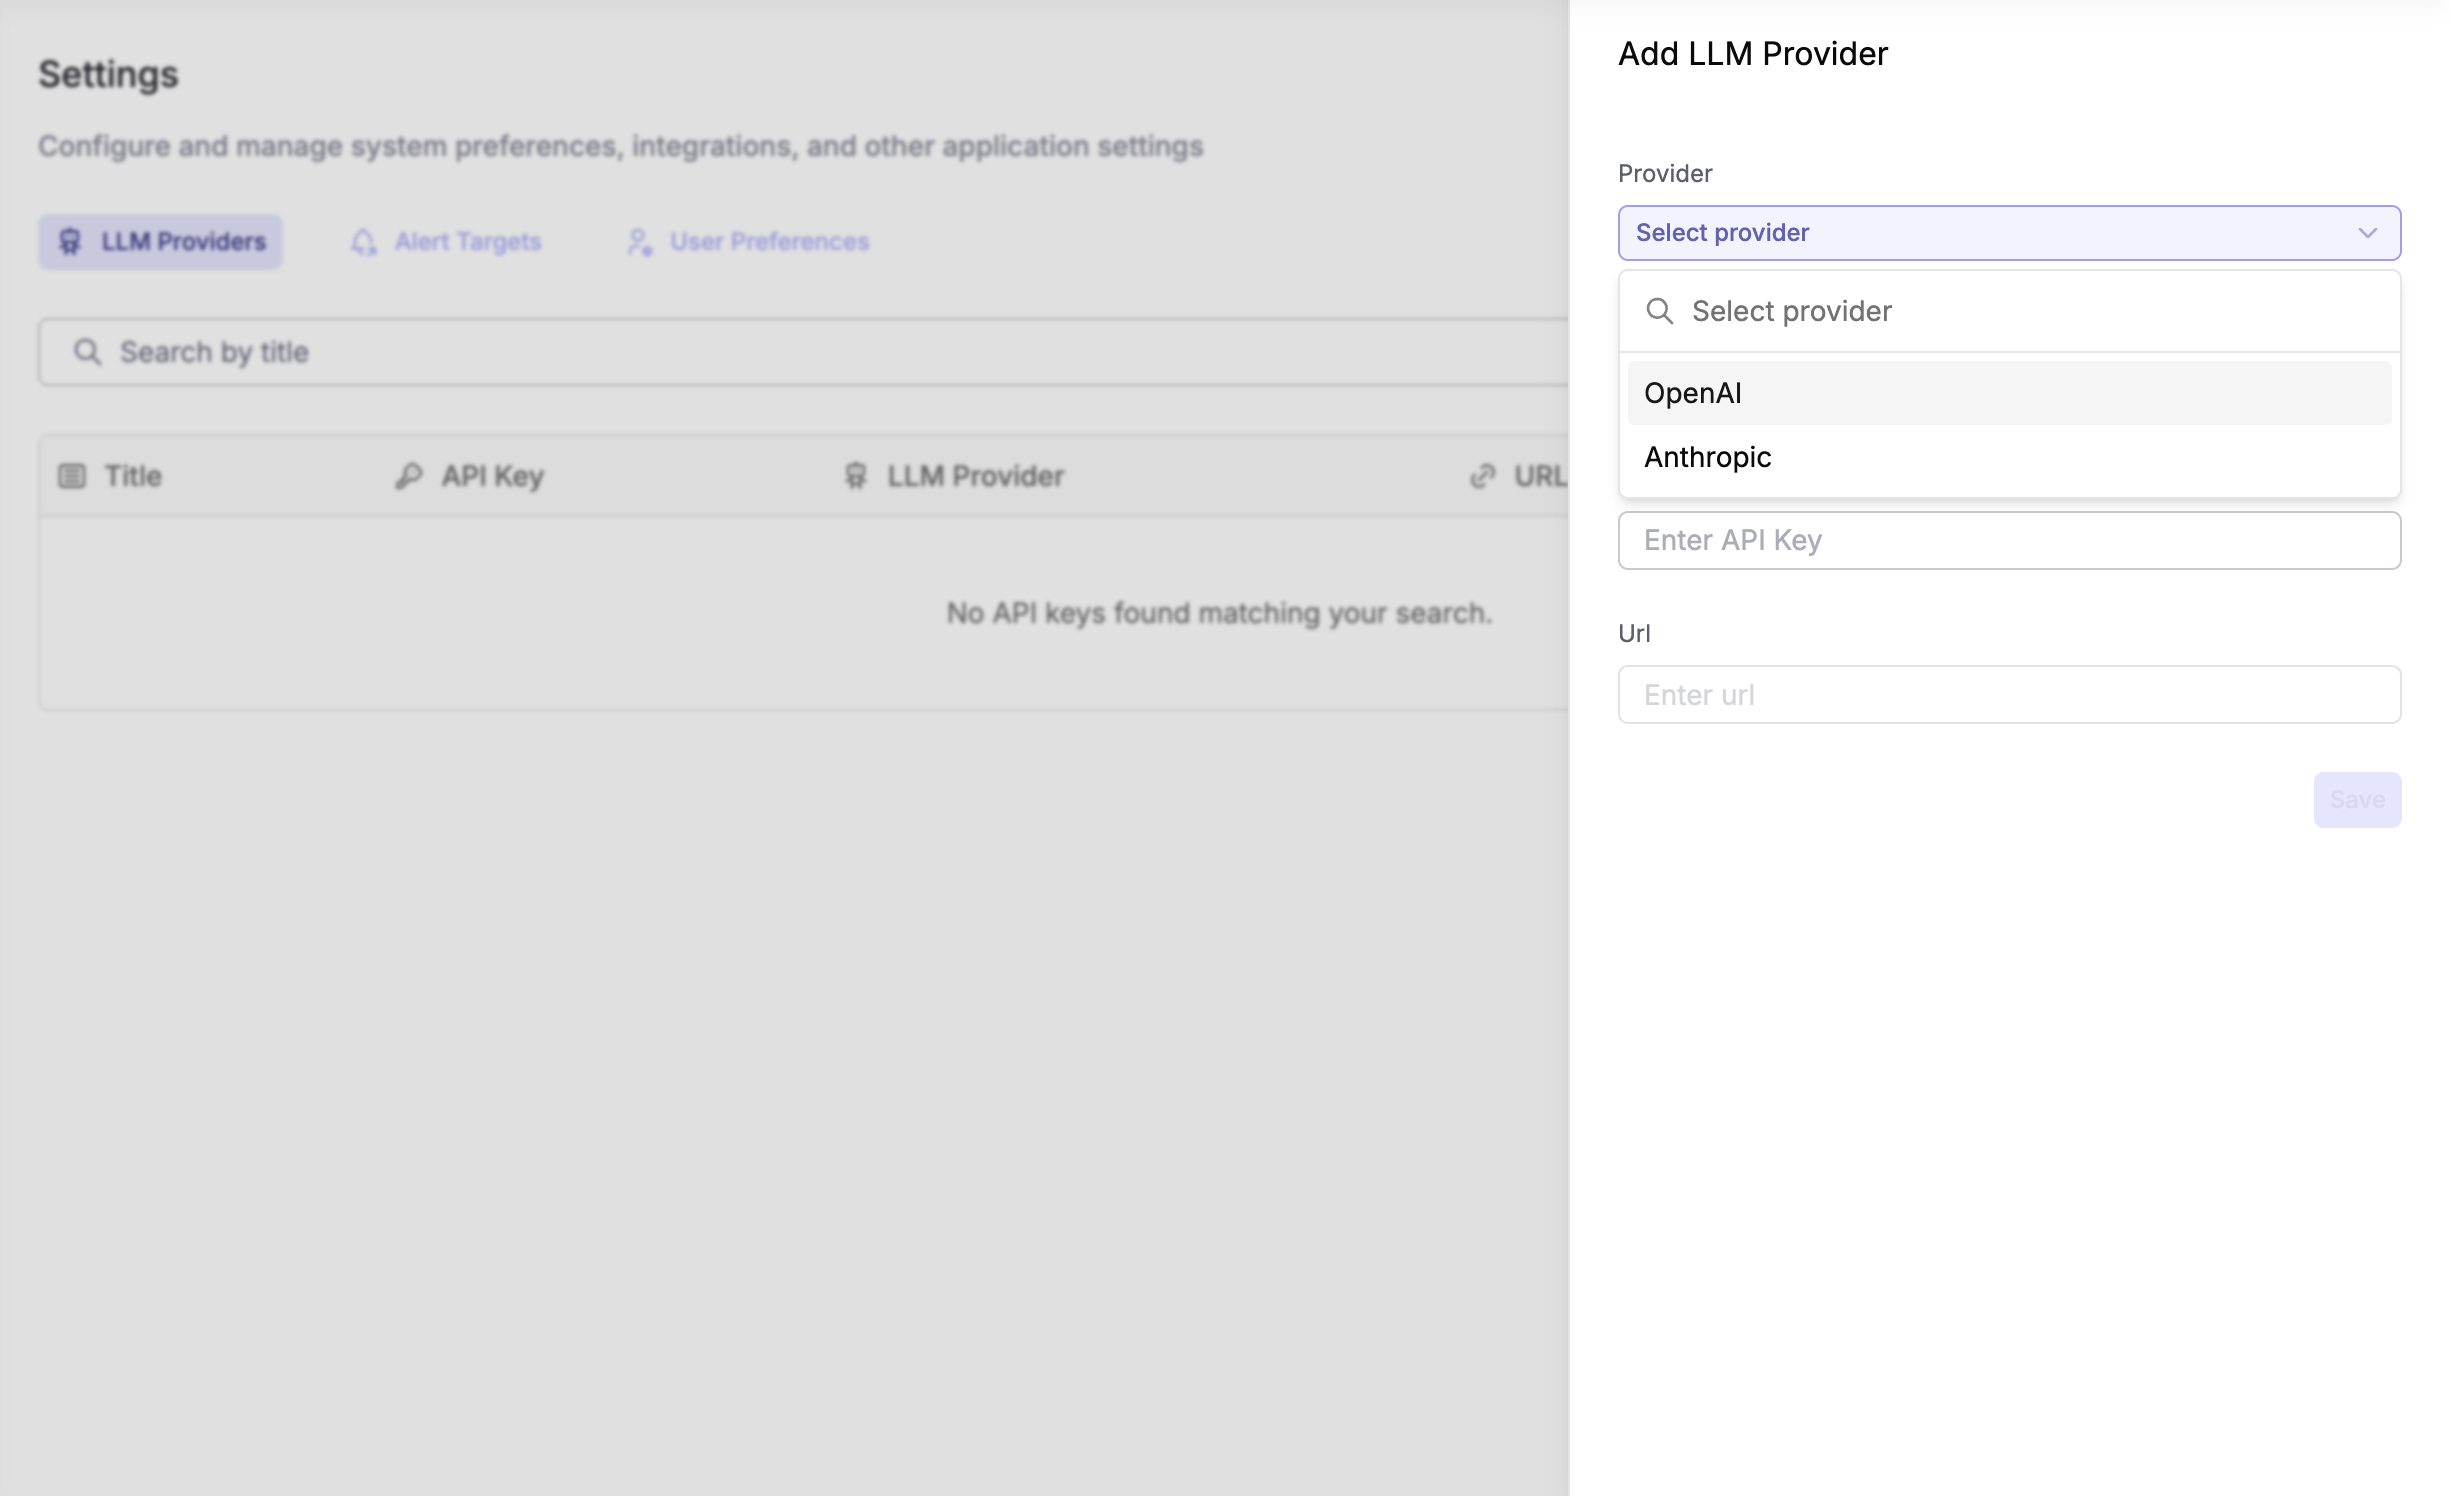 Settings
Configure and manage system preferences, integrations, and other application settings
LLM Providers
Alert Targets
User Preferences
Search by title
Title
API Key
LLM Provider
URL
No API keys found matching your search.
Add LLM Provider
Provider
Select provider
Select provider
OpenAI
Anthropic
Enter API Key
Url
Enter url
Save